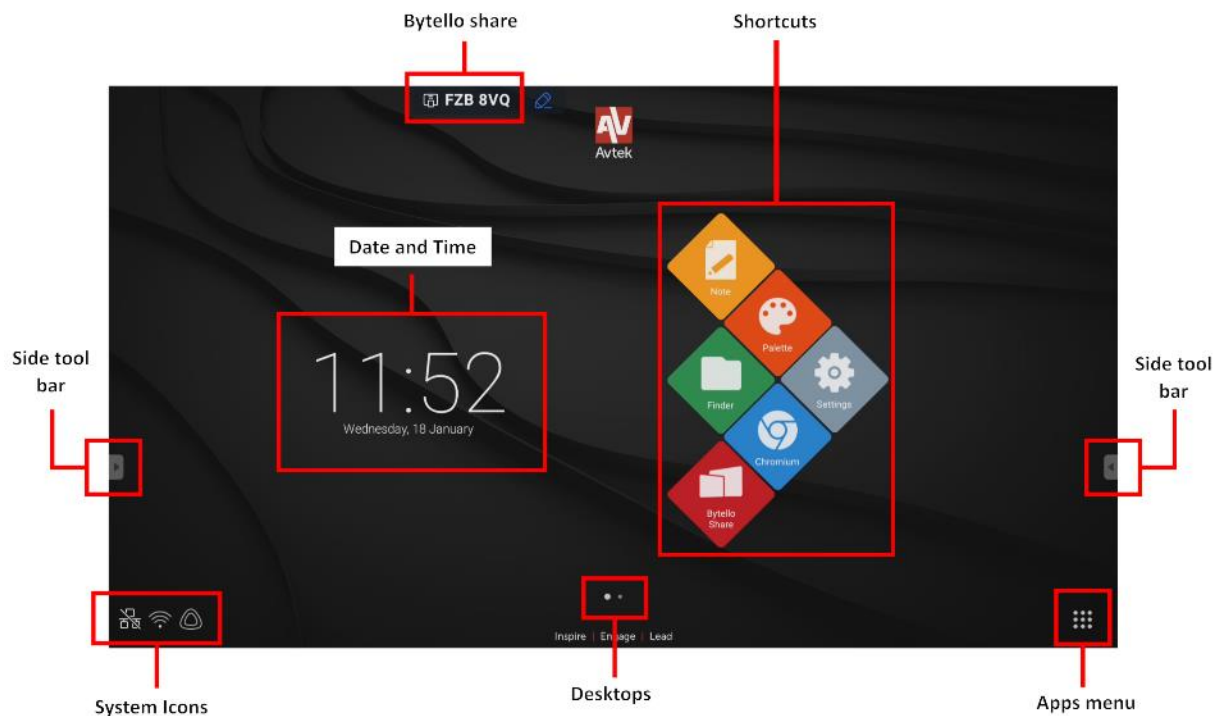 Bytello share
Shortcuts
FZB 8VQ
AV
Avtek
Date and Time
Note
Palette
Side tool
bar
11:52
Wednesday, 18 January
Finder
Settings
Side tool
bar
Chromium
Bytello
Share
Inspire | Engage | Lead
System Icons
Desktops
Apps menu